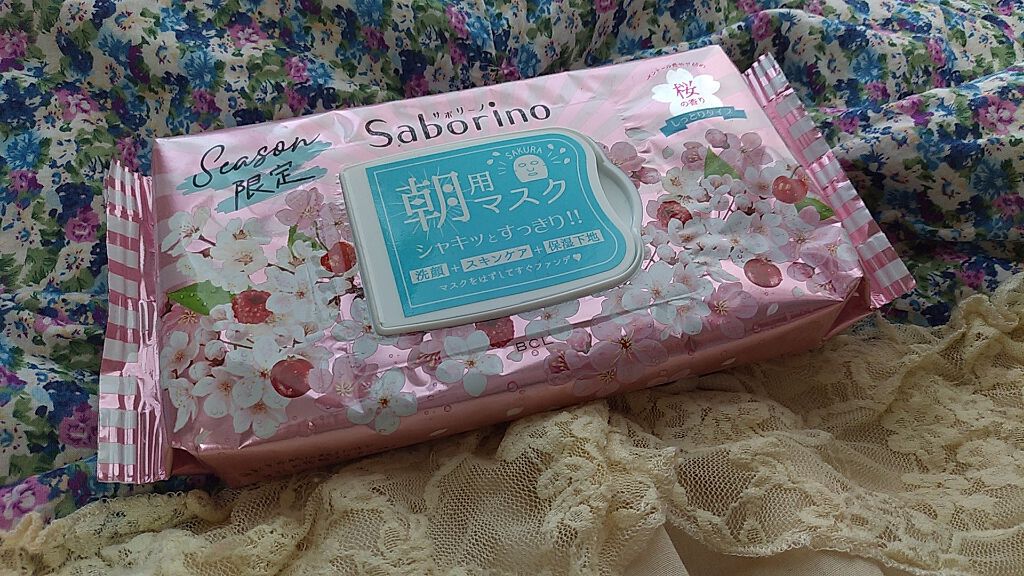 Season
限定
サボリーノ
Saborino
桜
の香り
しっとりタイプ
SAKURA
朝用
マスク
シャキッとすっきり!!
洗顔+スキンケア+保湿下地
マスクをはずしてすぐファンデ♥
BCL